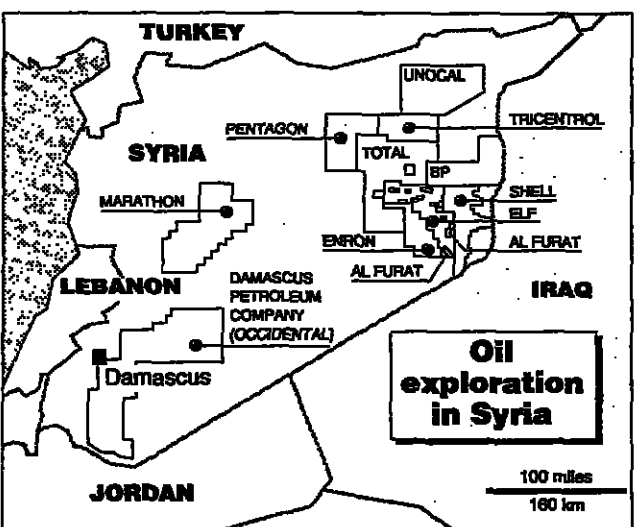 TURKEY
UNOCAL
TRICENTROL
PENTAGON
SYRIA
TOTAL
BP
MARATHON
SHELL
ELF
ENRON
AL FURAT
AL FURAT
LEBANON
DAMASCUS
PETROLEUM
COMPANY
(OCCIDENTAL)
IRAQ
Damascus
Oil
exploration
in Syria
JORDAN
100 miles
160 km